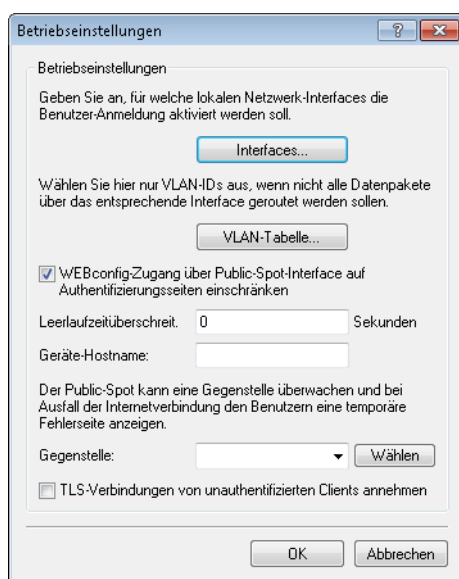 Betriebseinstellungen
Betriebseinstellungen
Geben Sie an, für welche lokalen Netzwerk-Interfaces die
Benutzer-Anmeldung aktiviert werden soll.
Interfaces...
Wählen Sie hier nur VLAN-IDs aus, wenn nicht alle Datenpakete
über das entsprechende Interface geroutet werden sollen.
VLAN-Tabelle...
WEBconfig-Zugang über Public-Spot-Interface auf
Authentifizierungsseiten einschränken
Leerlaufzeitüberschreit. 0 Sekunden
Geräte-Hostname:
Der Public-Spot kann eine Gegenstelle überwachen und bei
Ausfall der Internetverbindung den Benutzern eine temporäre
Fehlerseite anzeigen.
Gegenstelle: Wählen
TLS-Verbindungen von unauthentifizierten Clients annehmen
OK Abbrechen